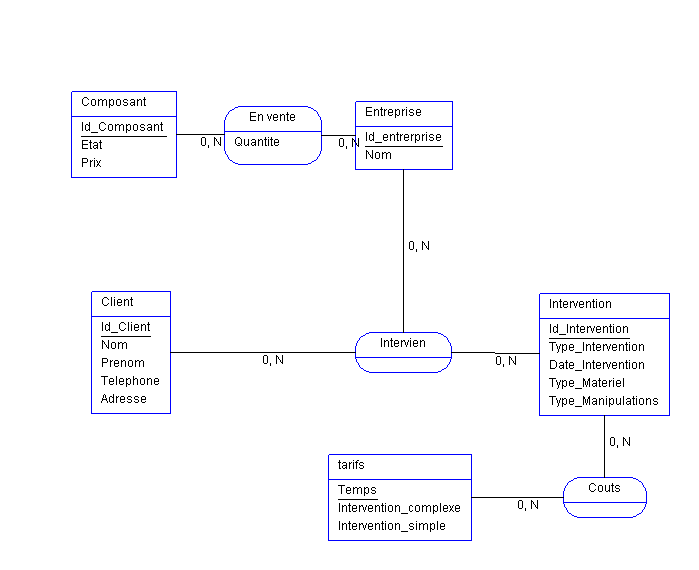 Composant
Id_Composant
Etat
Prix
0, N
En vente
Quantite
0, N
Entreprise
Id_entrerprise
Nom
0, N
Client
Id_Client
Nom
Prenom
Telephone
Adresse
0, N
Intervien
0, N
Intervention
Id_Intervention
Type_Intervention
Date_Intervention
Type_Materiel
Type_Manipulations
0, N
tarifs
Temps
Intervention_complexe
Intervention_simple
0, N
Couts